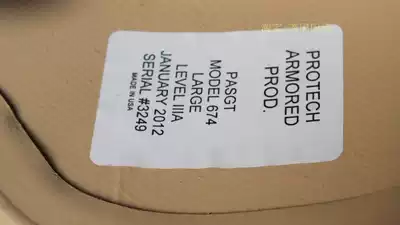 PROTECH
ARMORED
PROD.
PASGT
MODEL 674
LARGE
LEVEL IIIA
JANUARY 2012
SERIAL #3249
MADE IN USA